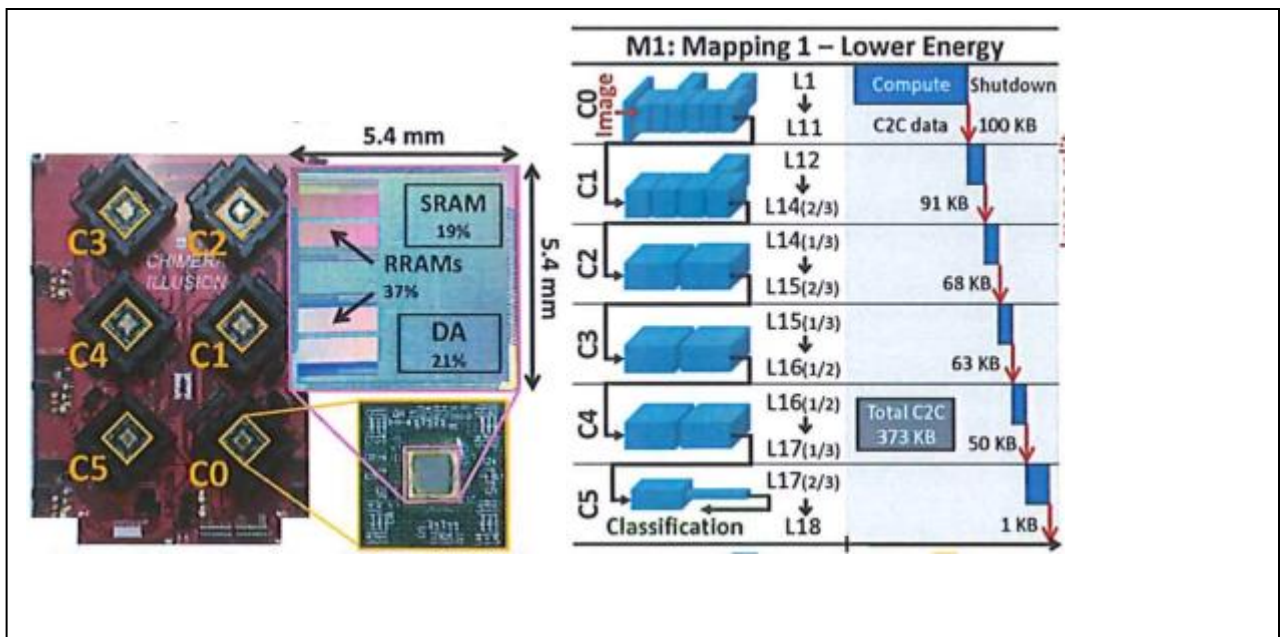 5.4 mm
5.4 mm
SRAM
19%
RRAMs
37%
DA
21%
C3
C2
CHIMERA
ILLUSION
C4
C1
C5
C0
M1: Mapping 1 – Lower Energy
C0
Image
L1
L11
Compute
Shutdown
C2C data
100 KB
C1
L12
L14(2/3)
91 KB
C2
L14(1/3)
L15(2/3)
68 KB
C3
L15(1/3)
L16(1/2)
63 KB
C4
L16(1/2)
L17(1/3)
Total C2C
373 KB
50 KB
C5
Classification
L17(2/3)
L18
1 KB